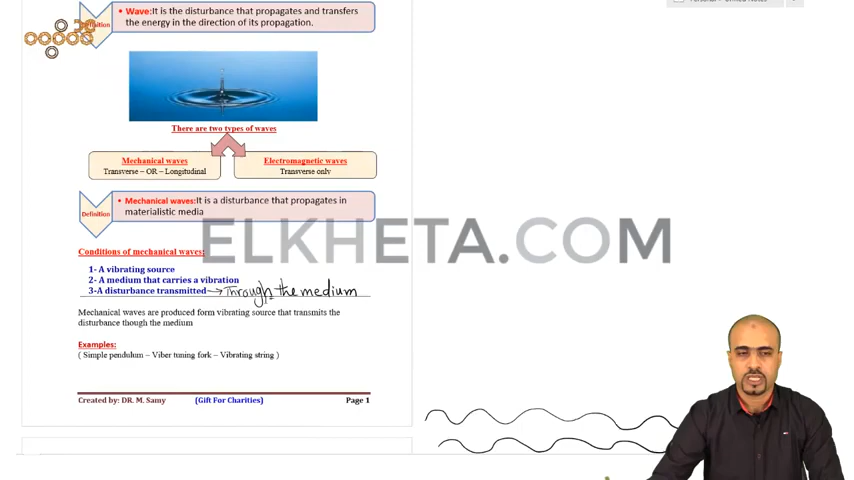 Wave:It is the disturbance that propagates and transfers
the energy in the direction of its propagation.
Definition
There are two types of waves
Mechanical waves
Transverse – OR – Longitudinal
Electromagnetic waves
Transverse only
Mechanical waves: It is a disturbance that propagates in
materialistic media
Definition
ELKHETA.COM
Conditions of mechanical waves:
1- A vibrating source
2- A medium that carries a vibration
3-A disturbance transmitted → Through the medium
Mechanical waves are produced form vibrating source that transmits the
disturbance though the medium
Examples:
( Simple pendulum – Viber tuning fork – Vibrating string )
Created by: DR. M. Samy (Gift For Charities) Page 1